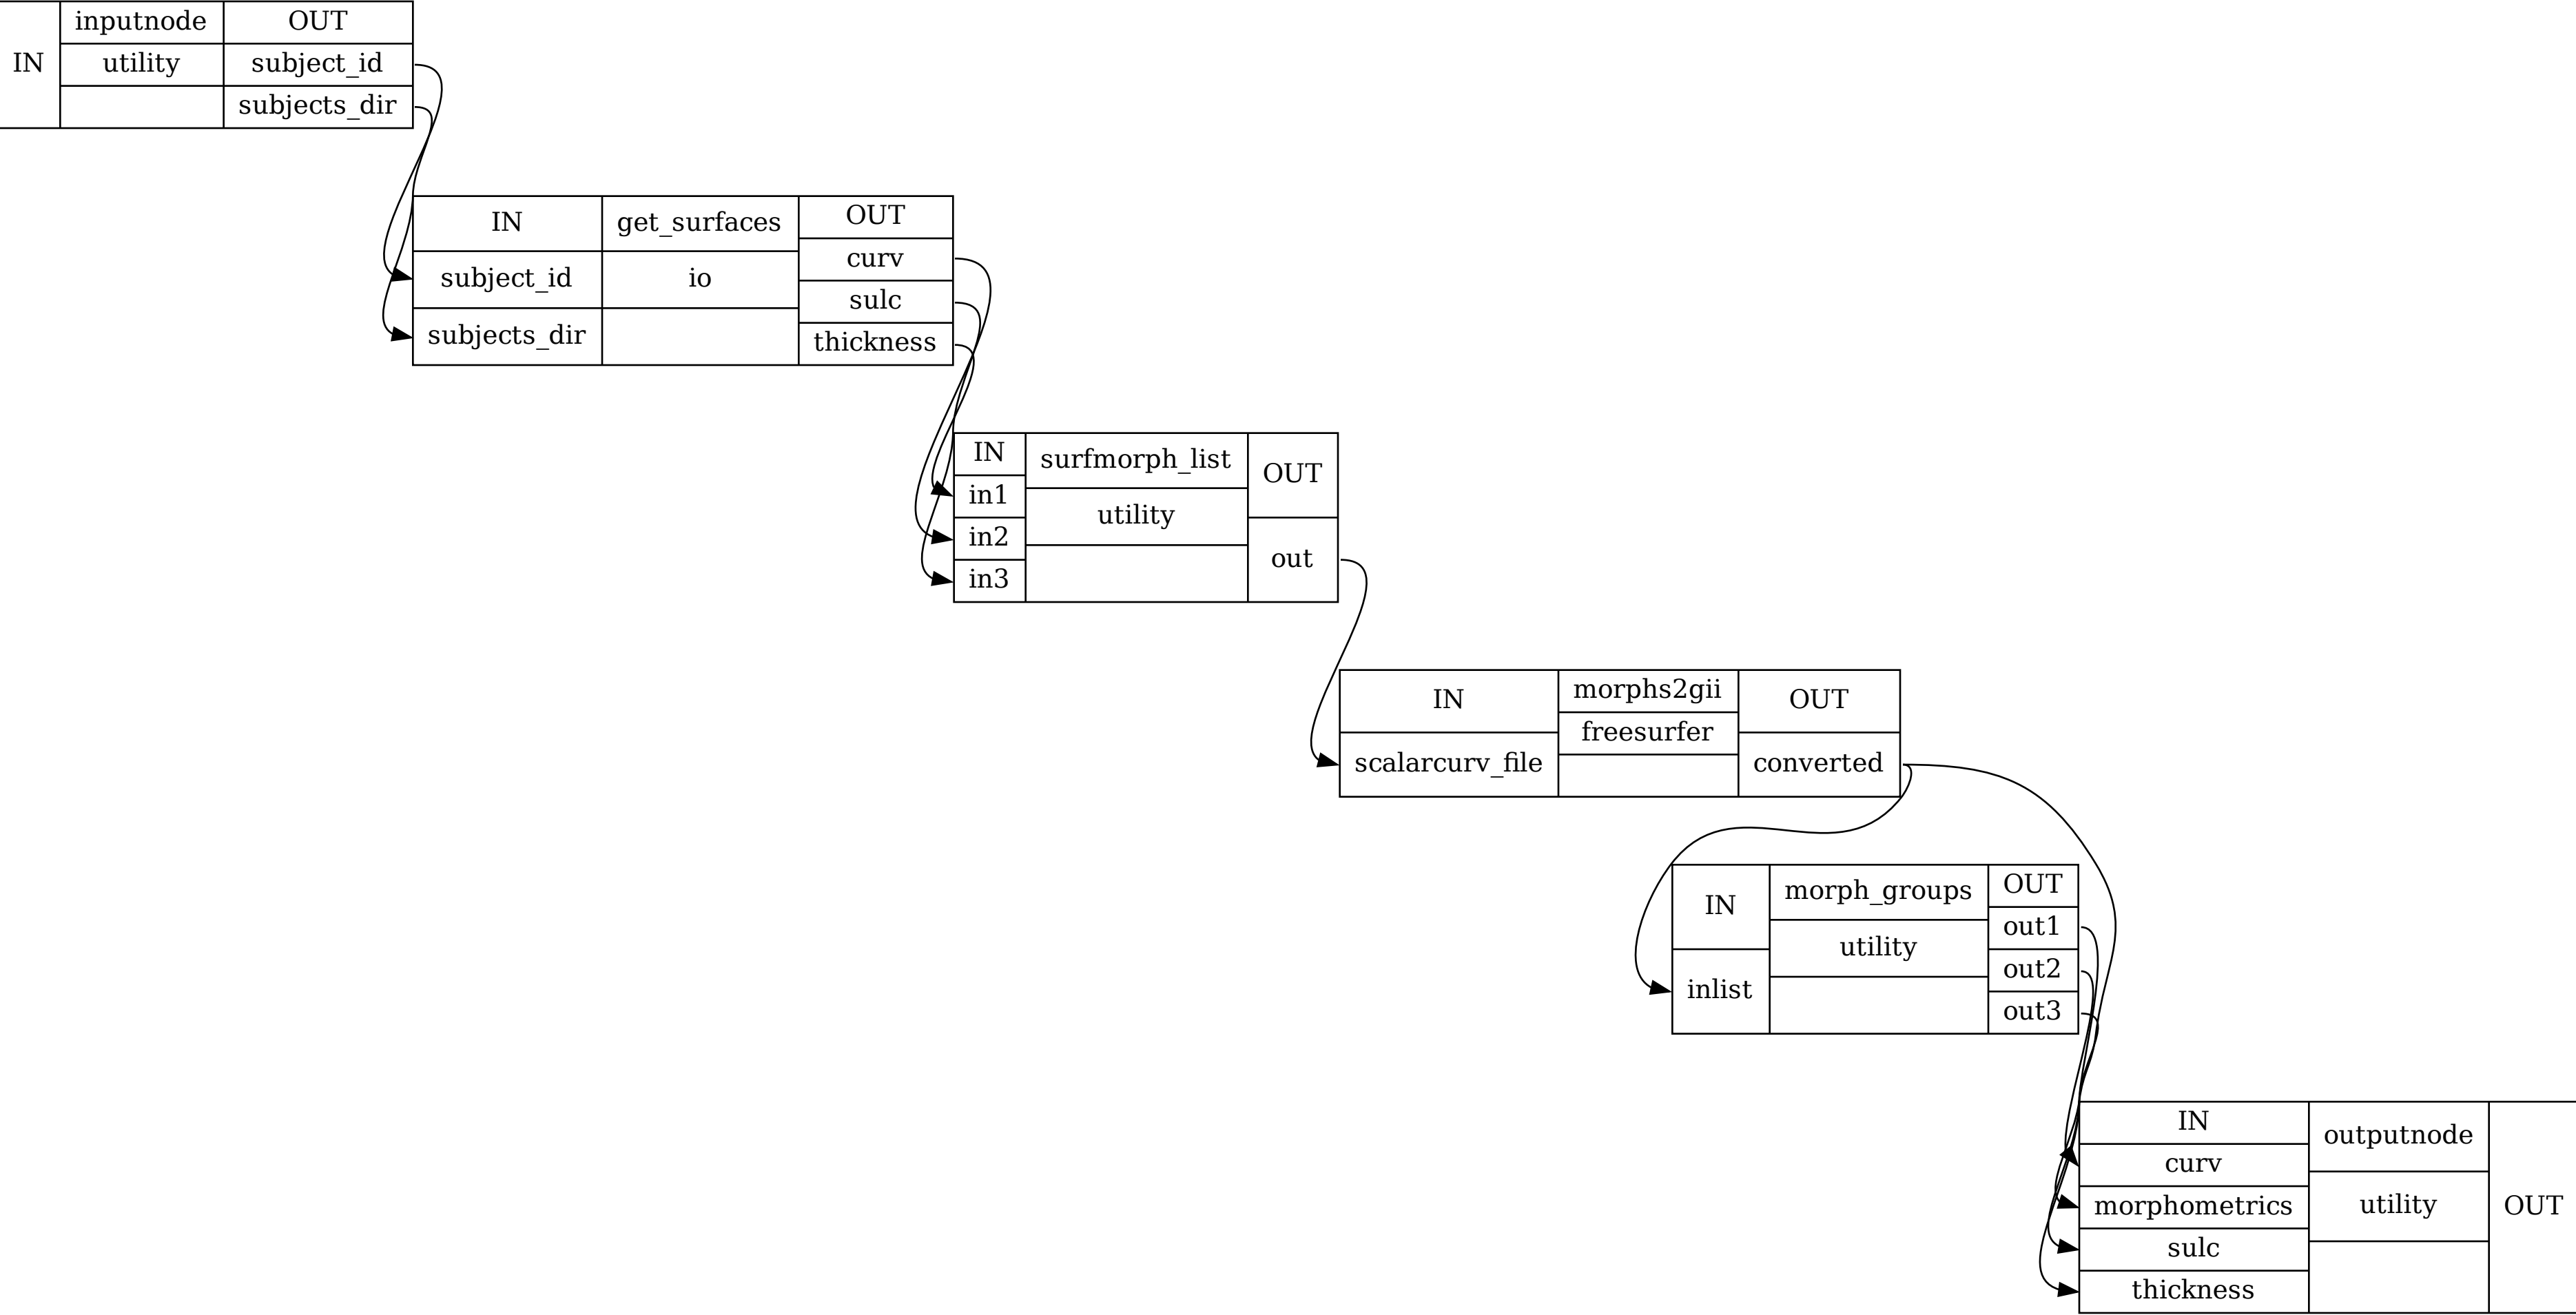 IN
inputnode
utility
OUT
subject_id
subjects_dir
IN
subject_id
subjects_dir
get_surfaces
io
OUT
curv
sulc
thickness
IN
in1
in2
in3
surfmorph_list
utility
OUT
out
IN
scalarcurv_file
morphs2gii
freesurfer
OUT
converted
IN
inlist
morph_groups
utility
OUT
out1
out2
out3
IN
curv
morphometrics
sulc
thickness
outputnode
utility
OUT